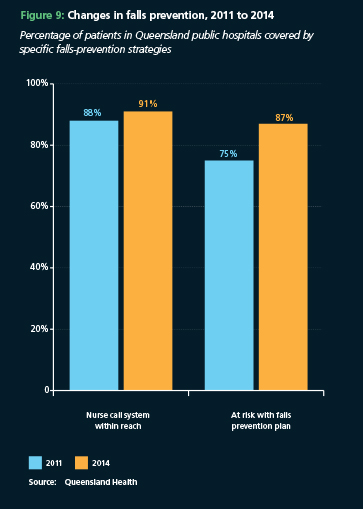 Figure 9: Changes in falls prevention, 2011 to 2014
Percentage of patients in Queensland public hospitals covered by
specific falls-prevention strategies
100%
80%
60%
40%
20%
0
88%
91%
75%
87%
Nurse call system
within reach
At risk with falls
prevention plan
2011
2014
Source: Queensland Health